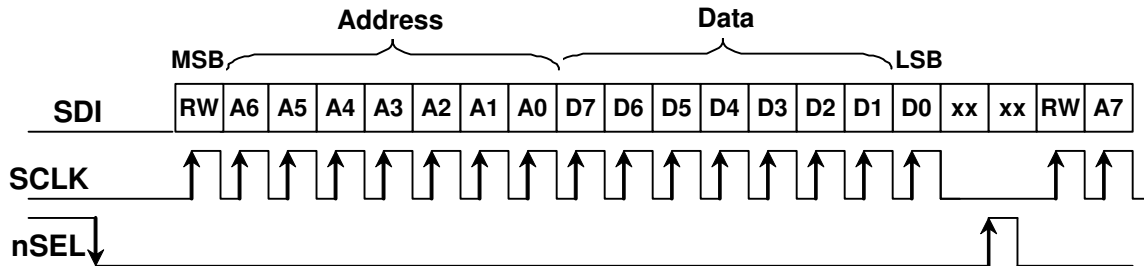 Address Data
MSB LSB
SDI RW A6 A5 A4 A3 A2 A1 A0 D7 D6 D5 D4 D3 D2 D1 D0 xx xx RW A7
SCLK
nSEL